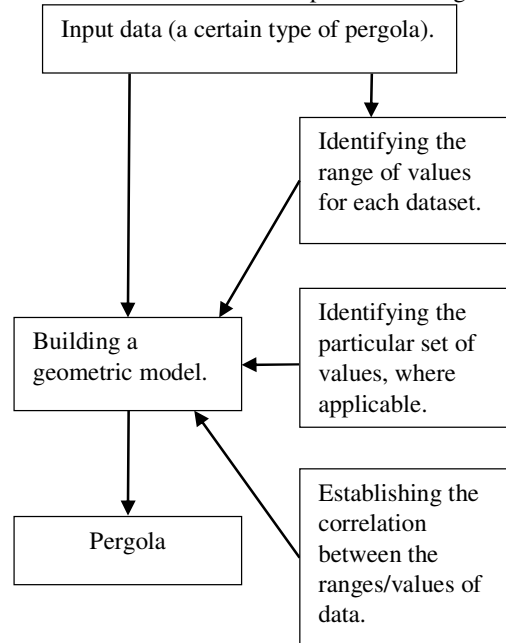 Input data (a certain type of pergola).
Identifying the
range of values
for each dataset.
Building a
geometric model.
Identifying the
particular set of
values, where
applicable.
Pergola
Establishing the
correlation
between the
ranges/values of
data.